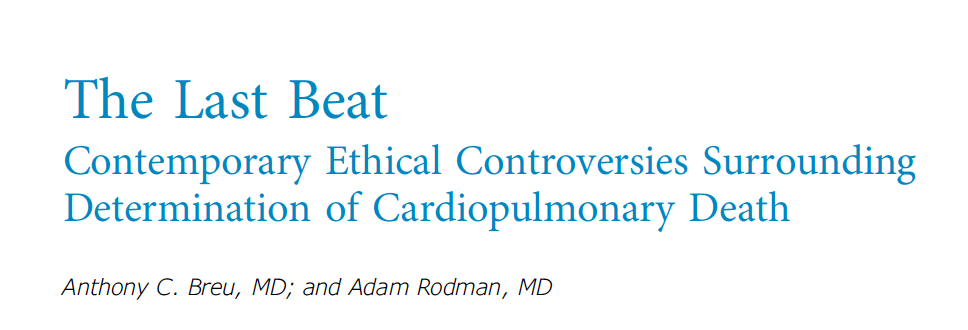 The Last Beat
Contemporary Ethical Controversies Surrounding
Determination of Cardiopulmonary Death
Anthony C. Breu, MD; and Adam Rodman, MD